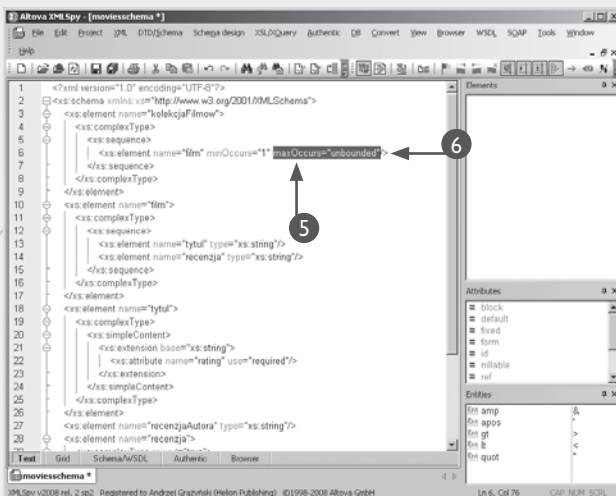 Altova XMLSpy - [moviesschema *]
File Edit Project XML DTD/Schema Schema design XSL/XQuery Authentic DB Convert View Browser WSDL SOAP Tools Window
Help
1 <?xml version="1.0" encoding="UTF-8"?>
2 <xs:schema xmlns:xs="http://www.w3.org/2001/XMLSchema">
3 <xs:element name="kolekcjaFilmow">
4 <xs:complexType>
5 <xs:sequence>
6 <xs:element name="film" minOccurs="1" maxOccurs="unbounded"/>
7 </xs:sequence>
8 </xs:complexType>
9 </xs:element>
10 <xs:element name="film">
11 <xs:complexType>
12 <xs:sequence>
13 <xs:element name="tytul" type="xs:string"/>
14 <xs:element name="recenzja" type="xs:string"/>
15 </xs:sequence>
16 </xs:complexType>
17 </xs:element>
18 <xs:element name="tytul">
19 <xs:complexType>
20 <xs:simpleContent>
21 <xs:extension base="xs:string">
22 <xs:attribute name="rating" use="required"/>
23 </xs:extension>
24 </xs:simpleContent>
25 </xs:complexType>
26 </xs:element>
27 <xs:element name="recenzjaAutora" type="xs:string"/>
28 <xs:element name="recenzja">
6
5
Elements
Attributes
= block
= default
= fixed
= form
= id
= nillable
= ref
Entities
Ent amp &
Ent apos '
Ent gt >
Ent lt <
Ent quot "
Text Grid Schema/WSDL Authentic Browser
moviesschema *
XMLSpy v2008 rel. 2 sp2 Registered to Andrzej Grażyński (Helion Publishing) ©1998-2008 Altova GmbH Ln 6, Col 76 CAP NUM SCRL